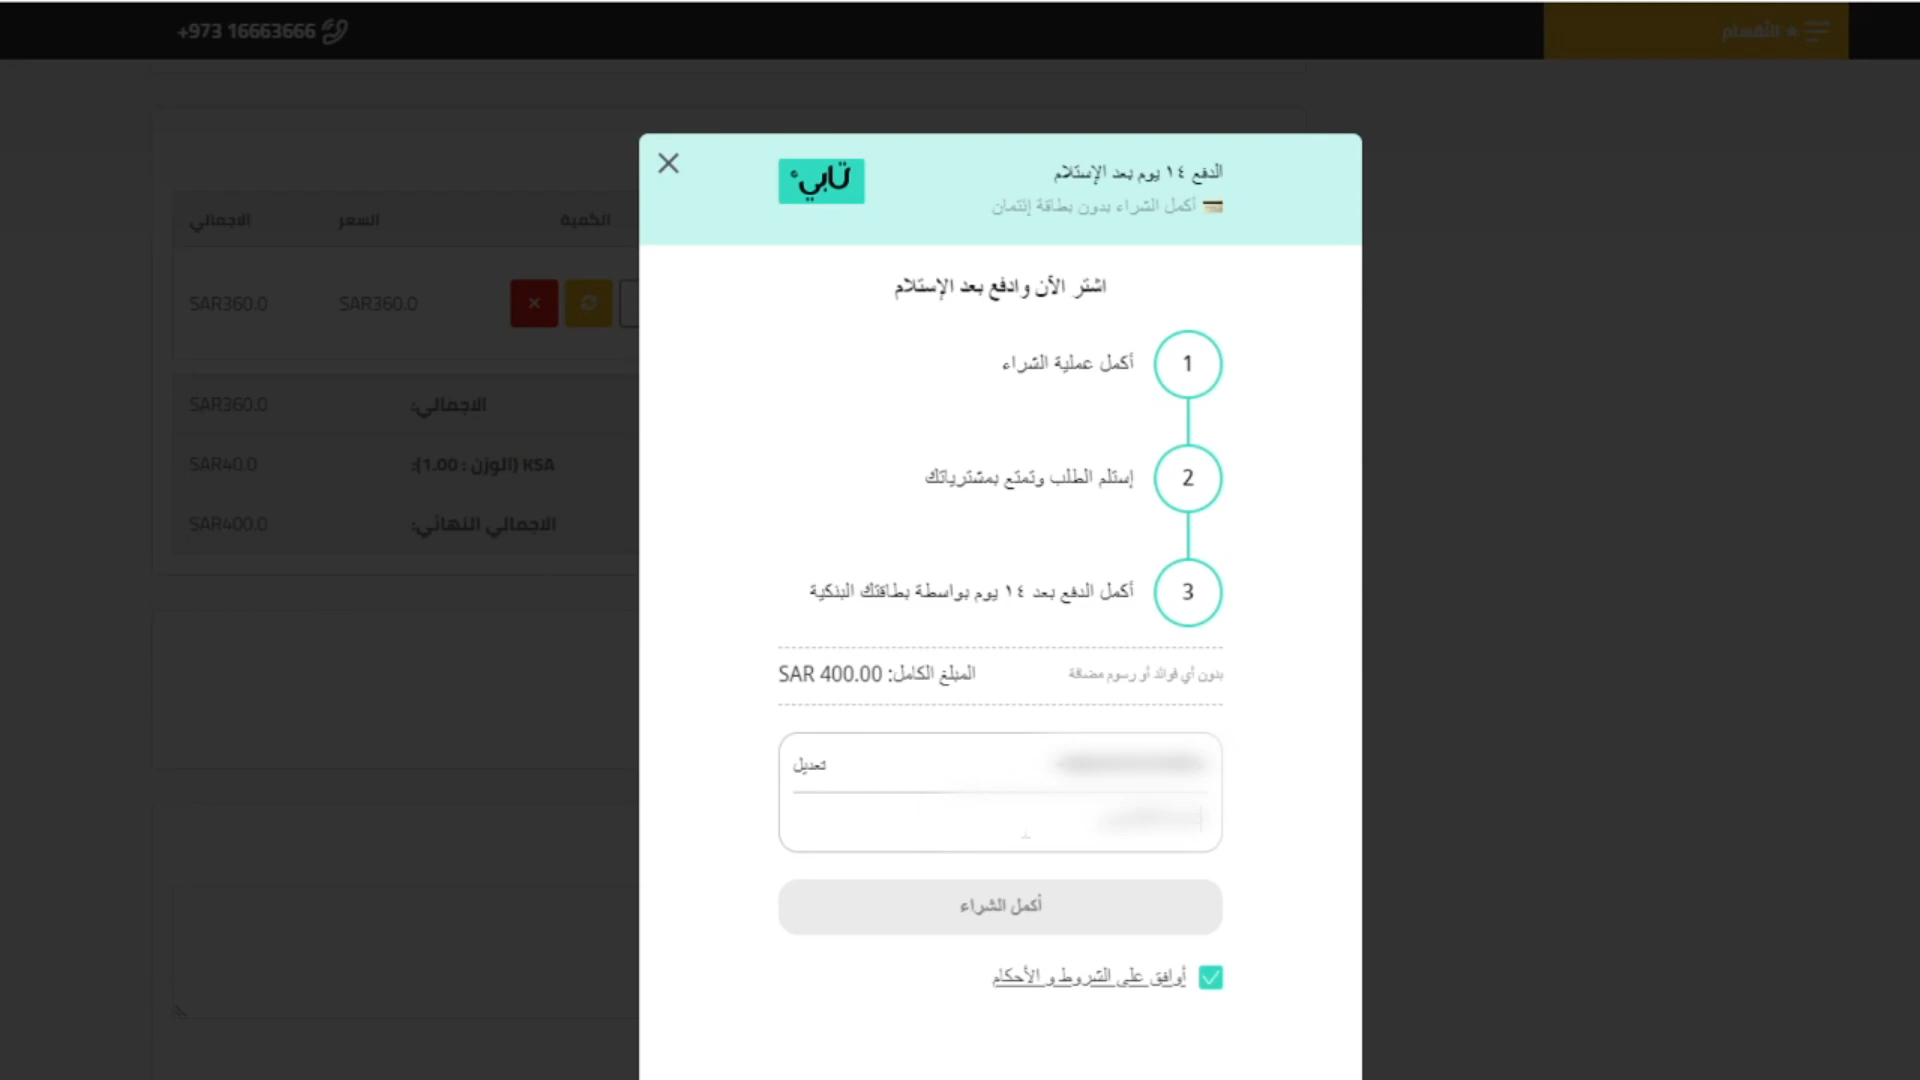 +973 16663666
الأقسام
الكمية
السعر
الاجمالي
SAR360.0
SAR360.0
الاجمالي:
SAR360.0
KSA (الوزن : 1.00):
SAR40.0
الاجمالي النهائي:
SAR400.0
تابي
الدفع ١٤ يوم بعد الإستلام
أكمل الشراء بدون بطاقة إئتمان
اشتر الآن وادفع بعد الإستلام
1
أكمل عملية الشراء
2
إستلم الطلب وتمتع بمشترياتك
3
أكمل الدفع بعد ١٤ يوم بواسطة بطاقتك البنكية
بدون أي فوائد أو رسوم مضافة
المبلغ الكامل: SAR 400.00
تعديل
أكمل الشراء
أوافق على الشروط و الأحكام